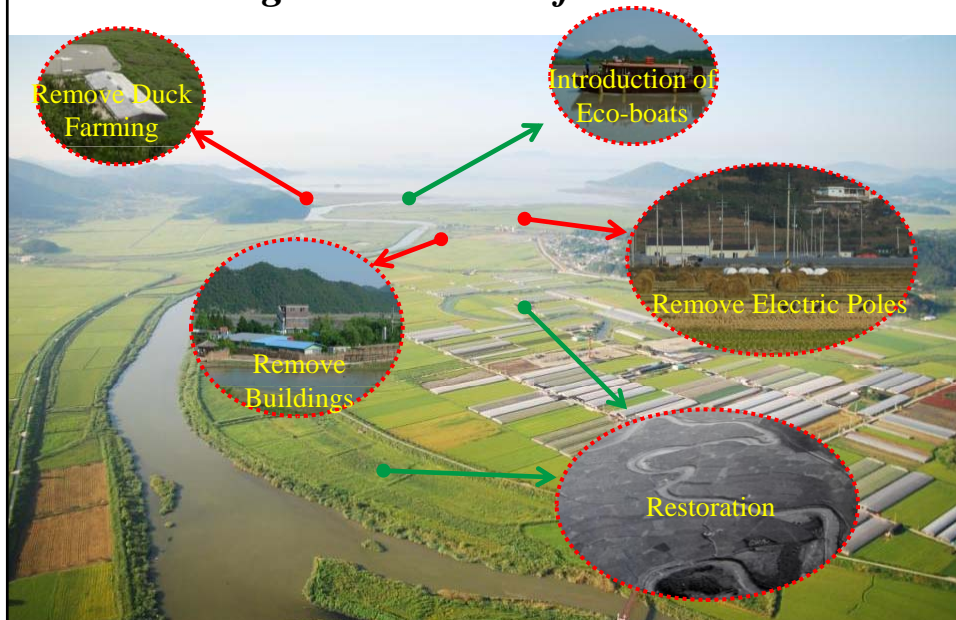 Remove Duck
Farming
Introduction of
Eco-boats
Remove Electric Poles
Remove
Buildings
Restoration